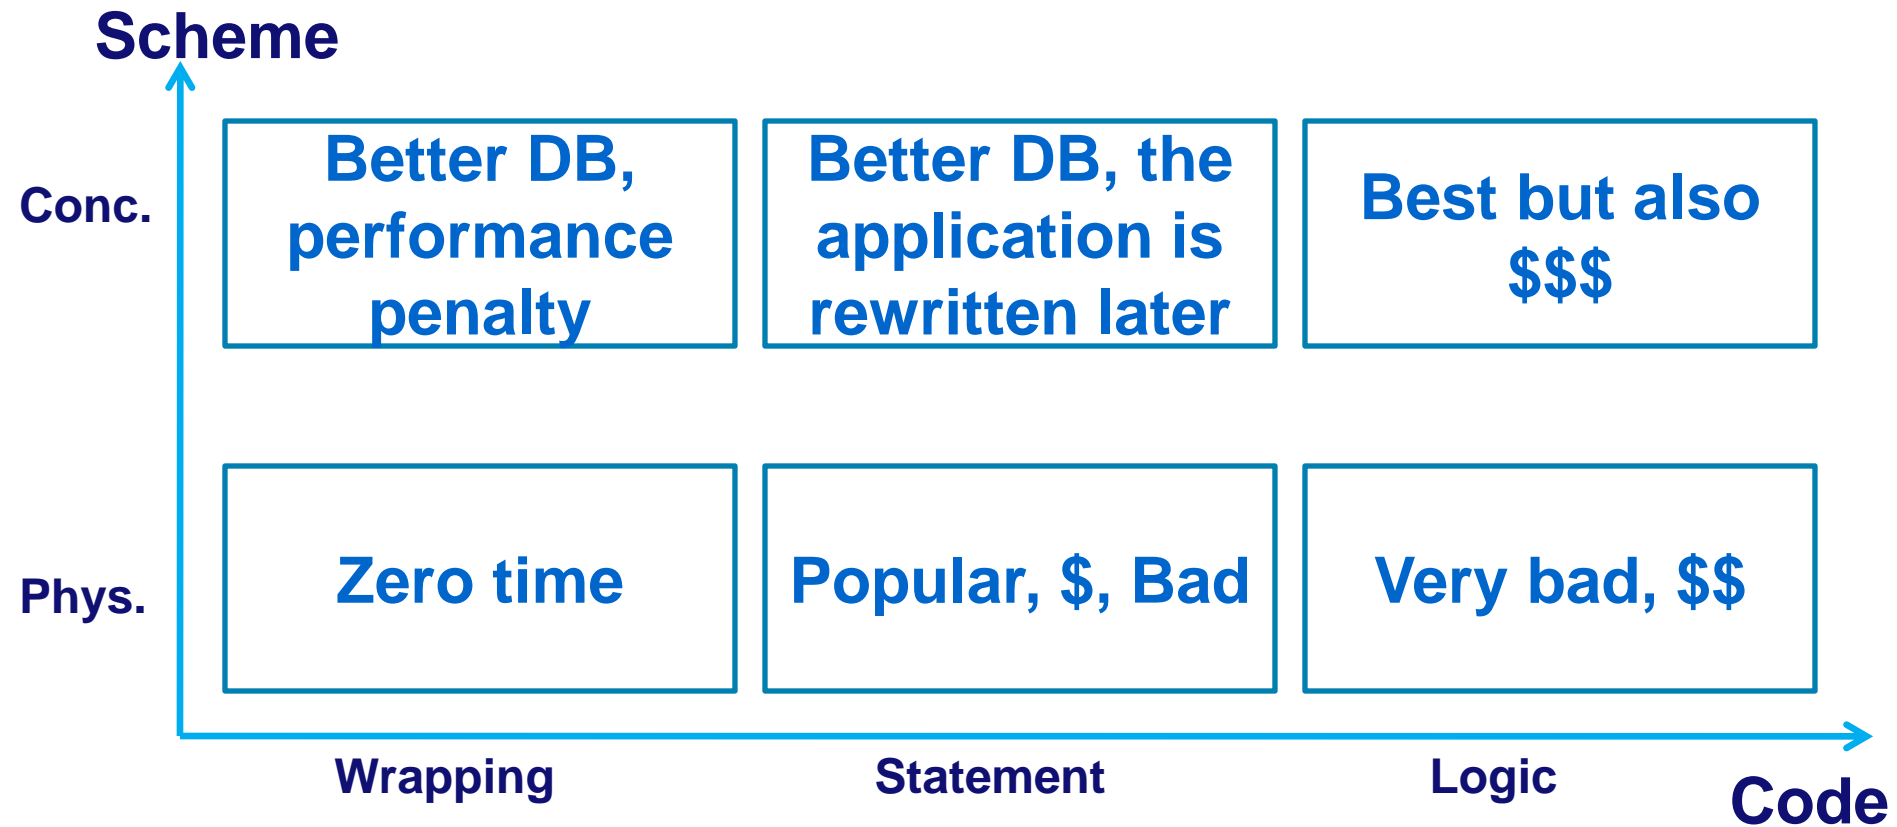 Scheme
Conc.
Better DB,
performance
penalty
Better DB, the
application is
rewritten later
Best but also
$$$
Phys.
Zero time
Popular, $, Bad
Very bad, $$
Wrapping
Statement
Logic
Code